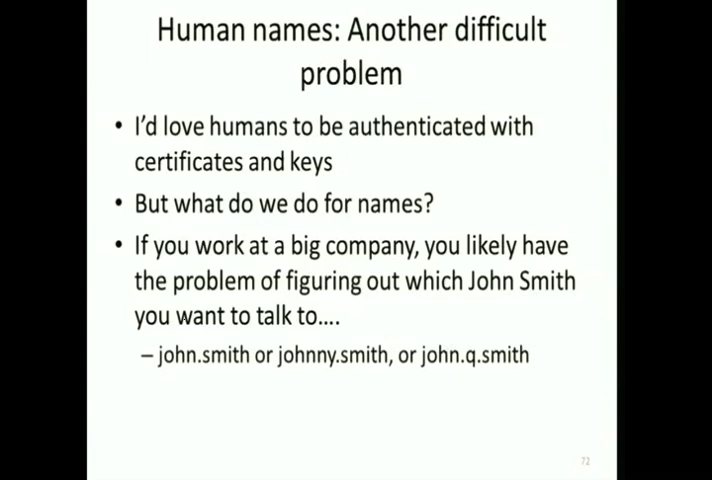 Human names: Another difficult
problem
• I'd love humans to be authenticated with
certificates and keys
• But what do we do for names?
• If you work at a big company, you likely have
the problem of figuring out which John Smith
you want to talk to....
– john.smith or johnny.smith, or john.q.smith
72